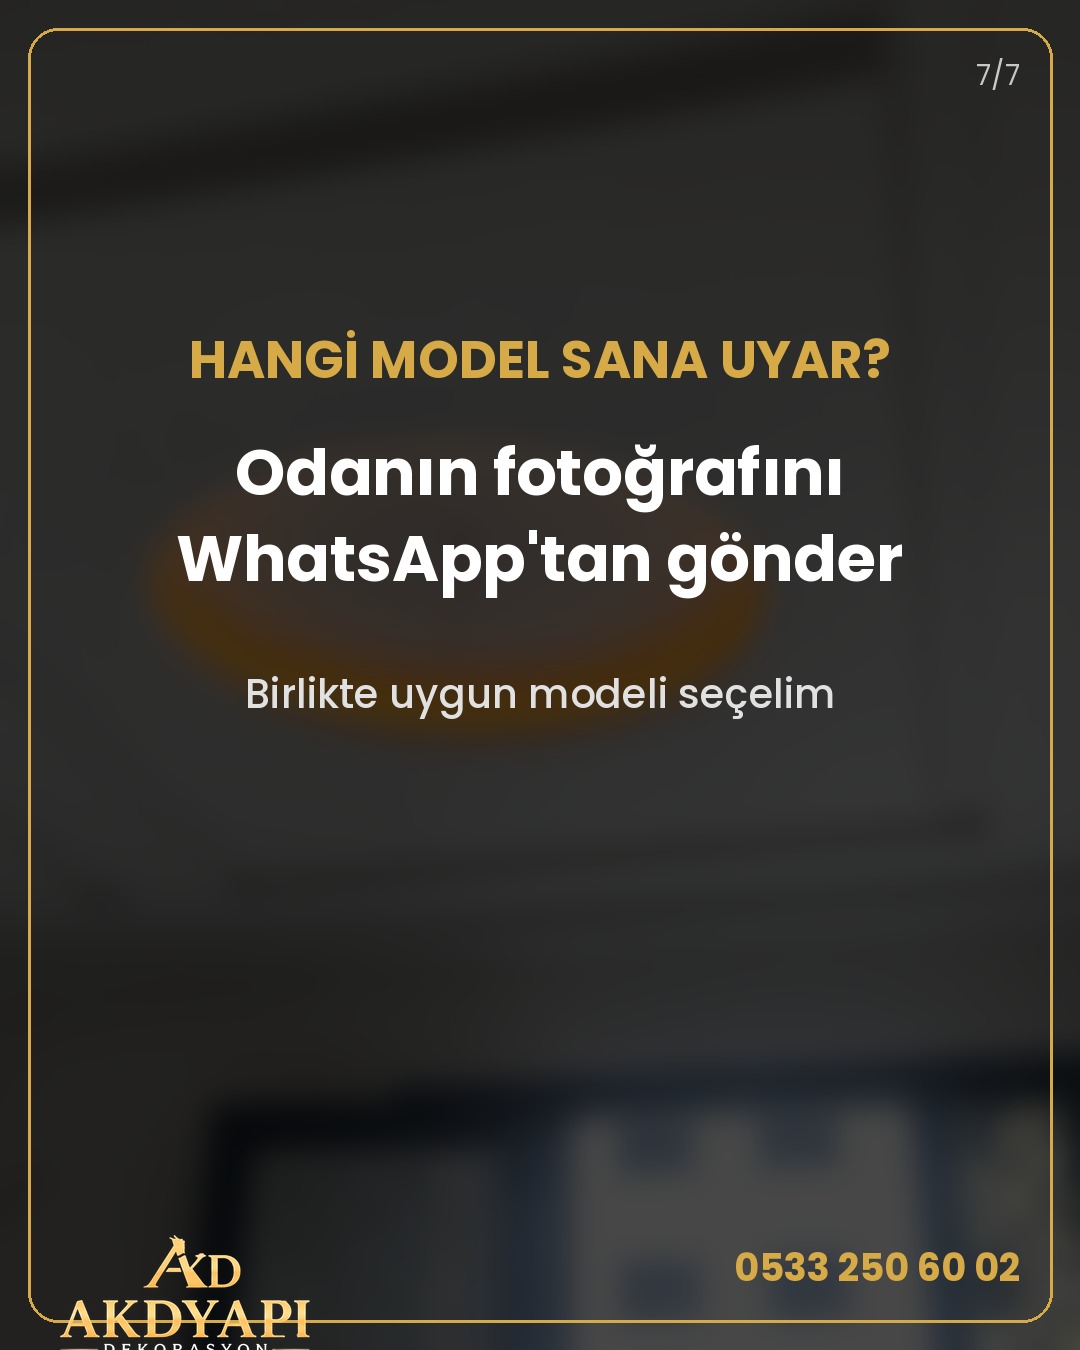 7/7
HANGİ MODEL SANA UYAR?
Odanın fotoğrafını
WhatsApp'tan gönder
Birlikte uygun modeli seçelim
AD
AKDYAPI
DEKORASYON
0533 250 60 02